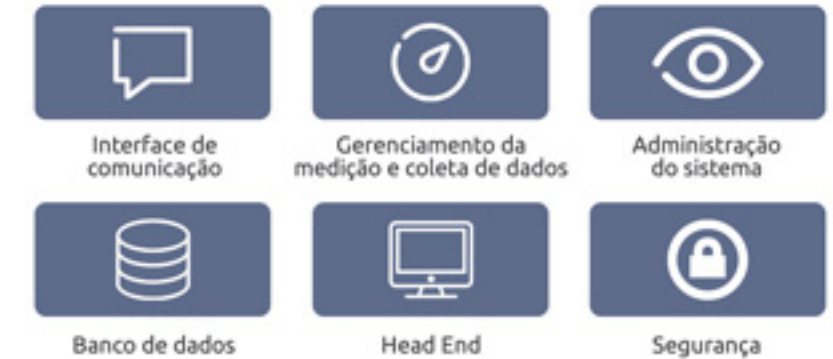 Interface de
comunicação
Gerenciamento da
medição e coleta de dados
Administração
do sistema
Banco de dados
Head End
Segurança